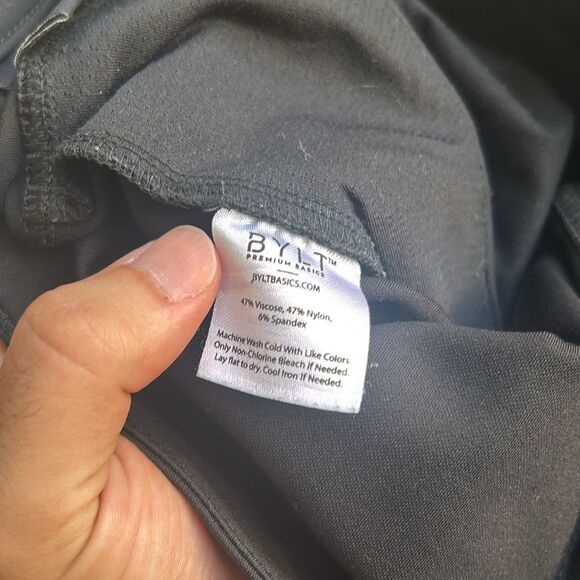 BYLT™
PREMIUM BASICS
BYLTBASICS.COM
47% Viscose, 47% Nylon,
6% Spandex
Machine Wash Cold With Like Colors.
Only Non-Chlorine Bleach If Needed.
Lay flat to dry. Cool Iron If Needed.